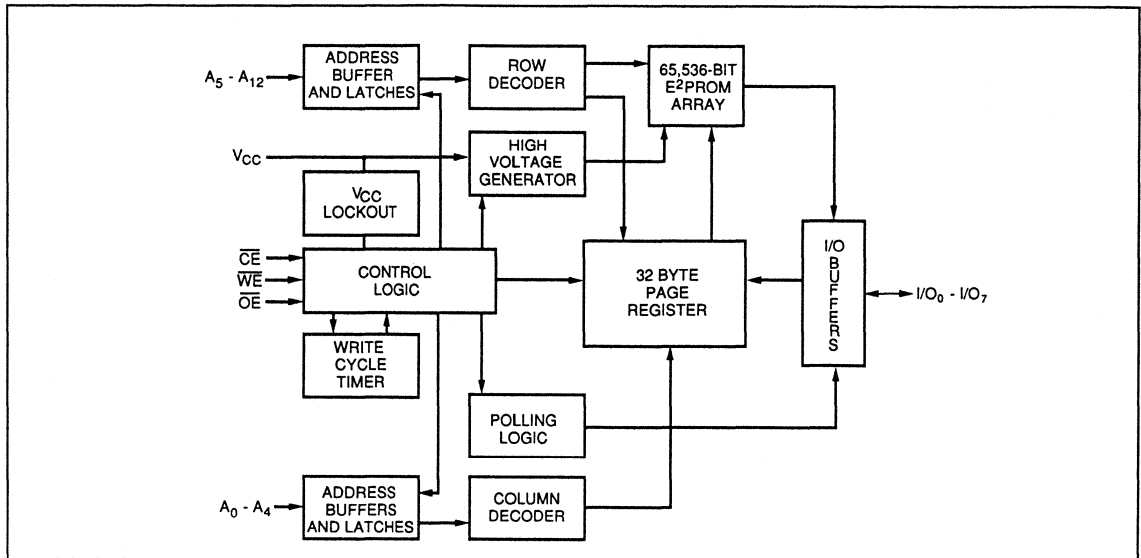 A5 - A12
ADDRESS
BUFFER
AND LATCHES
ROW
DECODER
65,536-BIT
E²PROM
ARRAY
VCC
HIGH
VOLTAGE
GENERATOR
VCC
LOCKOUT
CE
WE
OE
CONTROL
LOGIC
32 BYTE
PAGE
REGISTER
I/O
BUFFERS
I/O0 - I/O7
WRITE
CYCLE
TIMER
POLLING
LOGIC
A0 - A4
ADDRESS
BUFFERS
AND LATCHES
COLUMN
DECODER